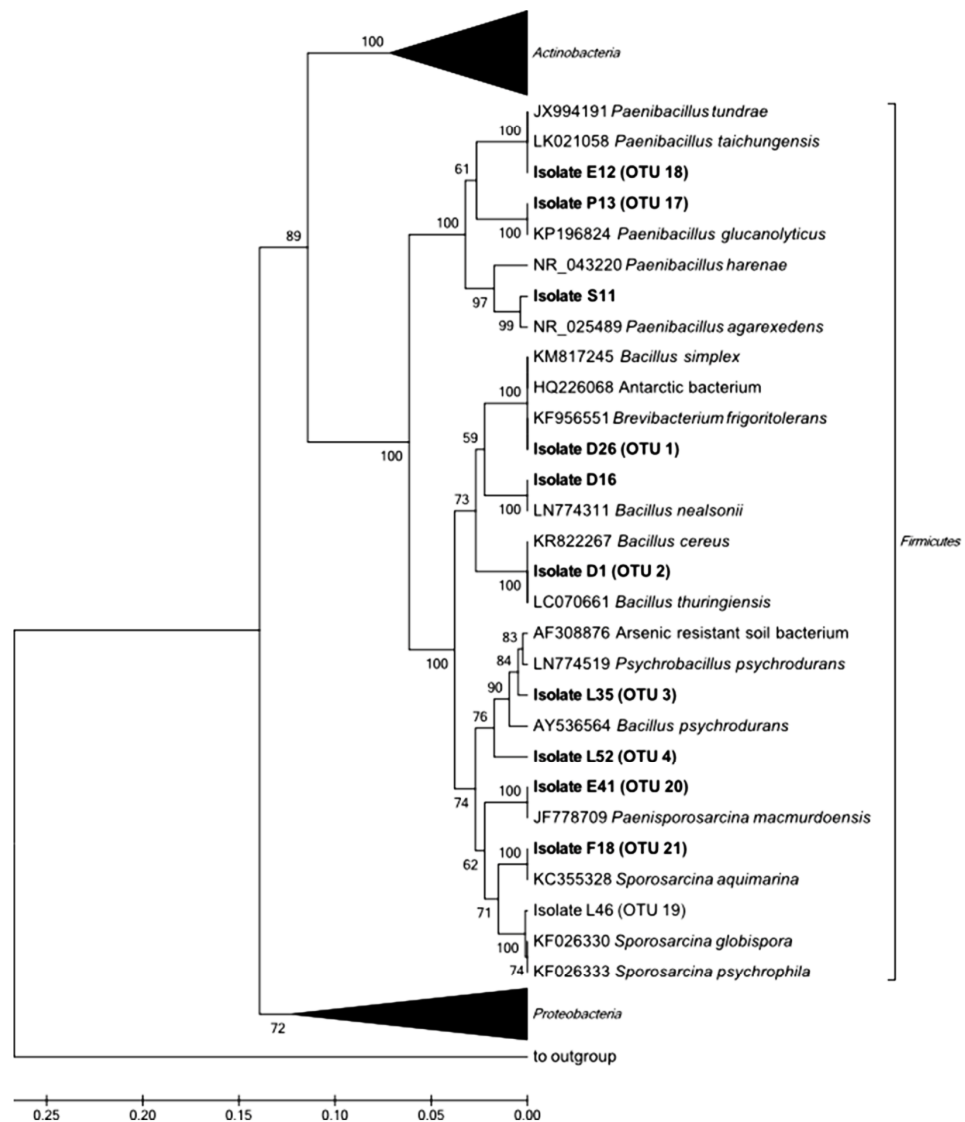 100
Actinobacteria
JX994191 Paenibacillus tundrae
100
LK021058 Paenibacillus taichungensis
61
Isolate E12 (OTU 18)
Isolate P13 (OTU 17)
100
100
KP196824 Paenibacillus glucanolyticus
89
NR_043220 Paenibacillus harenae
97
Isolate S11
99
NR_025489 Paenibacillus agarexedens
KM817245 Bacillus simplex
100
HQ226068 Antarctic bacterium
KF956551 Brevibacterium frigoritolerans
59
100
Isolate D26 (OTU 1)
Isolate D16
73
100
LN774311 Bacillus nealsonii
KR822267 Bacillus cereus
Firmicutes
Isolate D1 (OTU 2)
100
LC070661 Bacillus thuringiensis
83
AF308876 Arsenic resistant soil bacterium
100
84
LN774519 Psychrobacillus psychrodurans
90
Isolate L35 (OTU 3)
76
AY536564 Bacillus psychrodurans
Isolate L52 (OTU 4)
74
100
Isolate E41 (OTU 20)
JF778709 Paenisporosarcina macmurdoensis
100
Isolate F18 (OTU 21)
62
KC355328 Sporosarcina aquimarina
71
Isolate L46 (OTU 19)
100
KF026330 Sporosarcina globispora
74
KF026333 Sporosarcina psychrophila
72
Proteobacteria
to outgroup
0.25 0.20 0.15 0.10 0.05 0.00